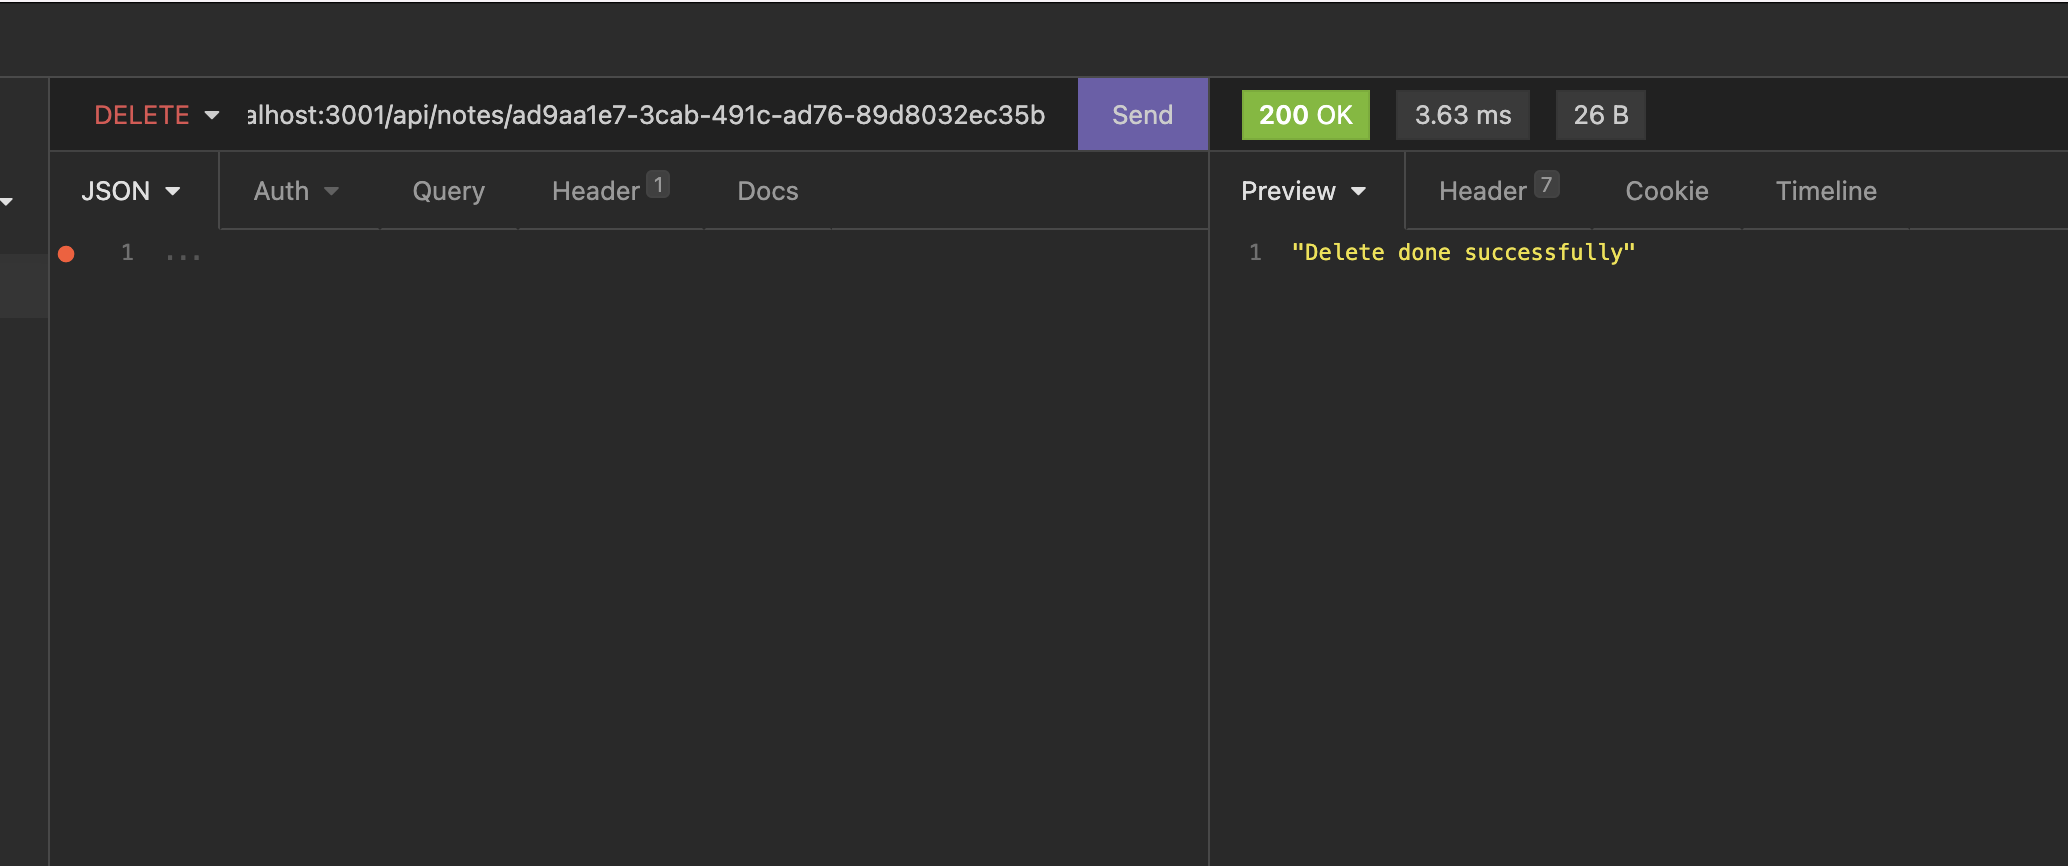 DELETE alhost:3001/api/notes/ad9aa1e7-3cab-491c-ad76-89d8032ec35b Send 200 OK 3.63 ms 26 B
JSON Auth Query Header 1 Docs Preview Header 7 Cookie Timeline
1 ... 1 "Delete done successfully"